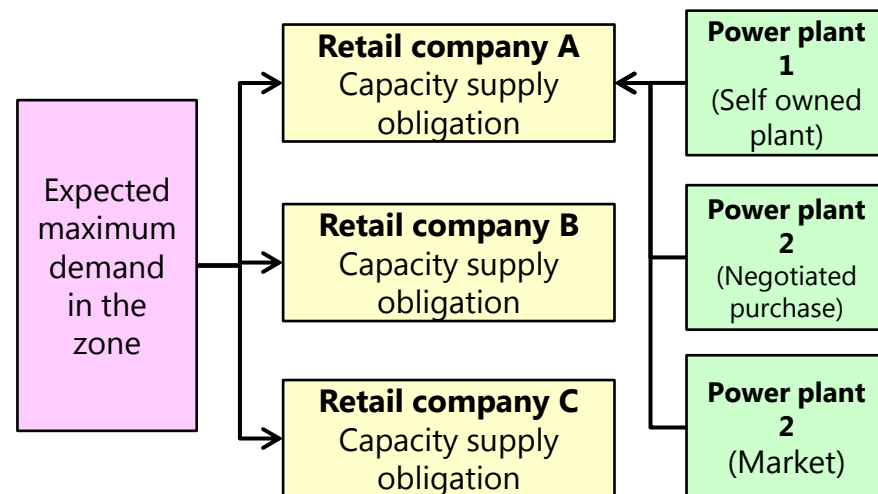 Expected
maximum
demand
in the
zone
Retail company A
Capacity supply
obligation
Retail company B
Capacity supply
obligation
Retail company C
Capacity supply
obligation
Power plant
1
(Self owned
plant)
Power plant
2
(Negotiated
purchase)
Power plant
2
(Market)